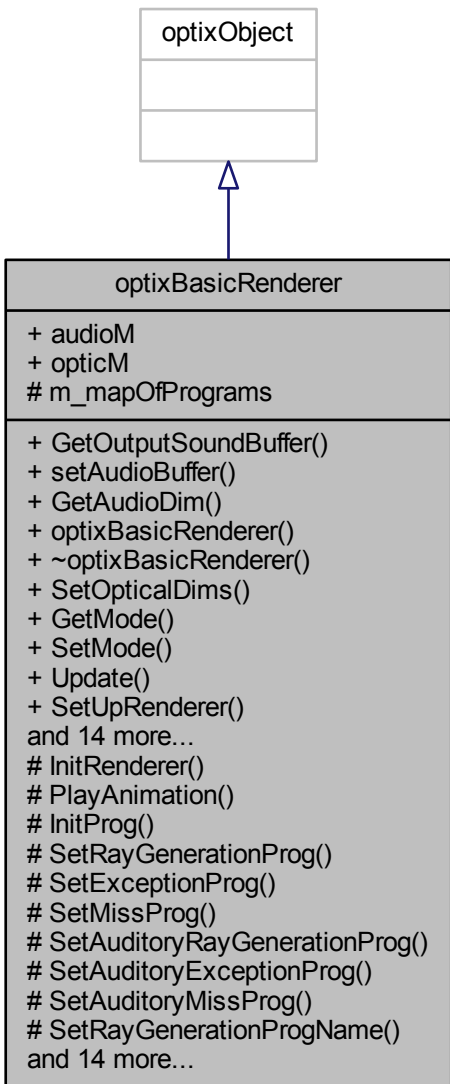 optixObject
optixBasicRenderer
+ audioM
+ opticM
# m_mapOfPrograms
+ GetOutputSoundBuffer()
+ setAudioBuffer()
+ GetAudioDim()
+ optixBasicRenderer()
+ ~optixBasicRenderer()
+ SetOpticalDims()
+ GetMode()
+ SetMode()
+ Update()
+ SetUpRenderer()
and 14 more...
# InitRenderer()
# PlayAnimation()
# InitProg()
# SetRayGenerationProg()
# SetExceptionProg()
# SetMissProg()
# SetAuditoryRayGenerationProg()
# SetAuditoryExceptionProg()
# SetAuditoryMissProg()
# SetRayGenerationProgName()
and 14 more...